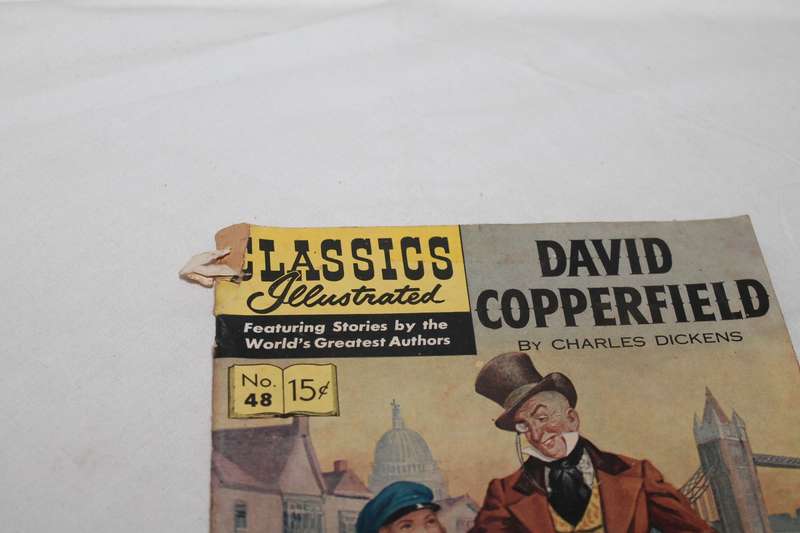 CLASSICS
Illustrated
Featuring Stories by the
World's Greatest Authors
No.
48
15¢
DAVID
COPPERFIELD
BY CHARLES DICKENS